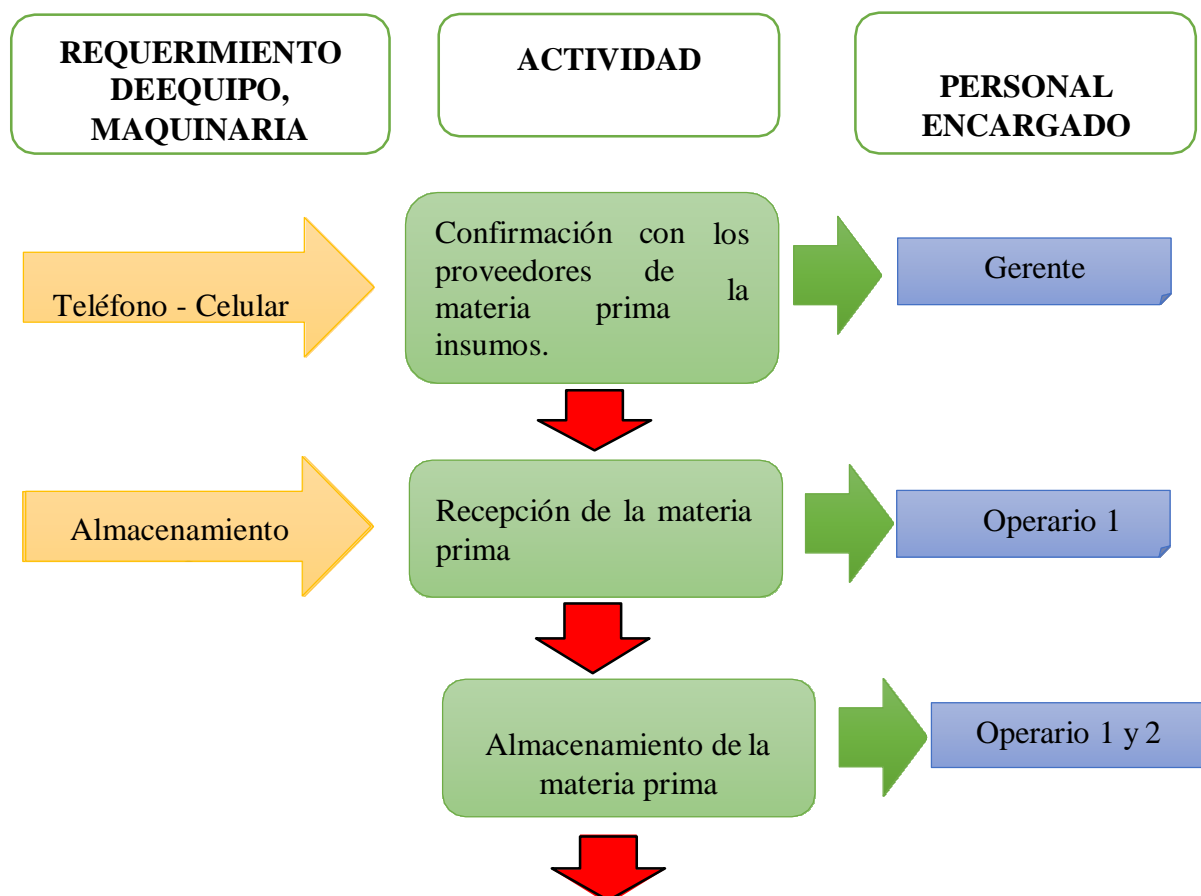 REQUERIMIENTO
DEEQUIPO,
MAQUINARIA
ACTIVIDAD
PERSONAL
ENCARGADO
Teléfono - Celular
Confirmación con los
proveedores de
materia prima la
insumos.
Gerente
Almacenamiento
Recepción de la materia
prima
Operario 1
Almacenamiento de la
materia prima
Operario 1 y 2